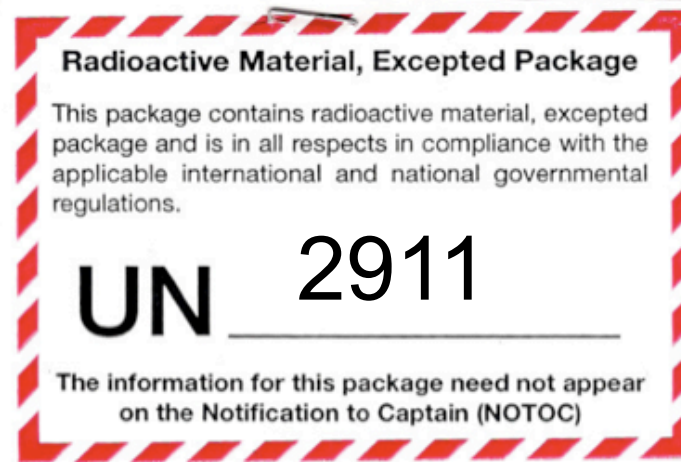 Radioactive Material, Excepted Package
This package contains radioactive material, excepted
package and is in all respects in compliance with the
applicable international and national governmental
regulations.
UN 2911
The information for this package need not appear
on the Notification to Captain (NOTOC)